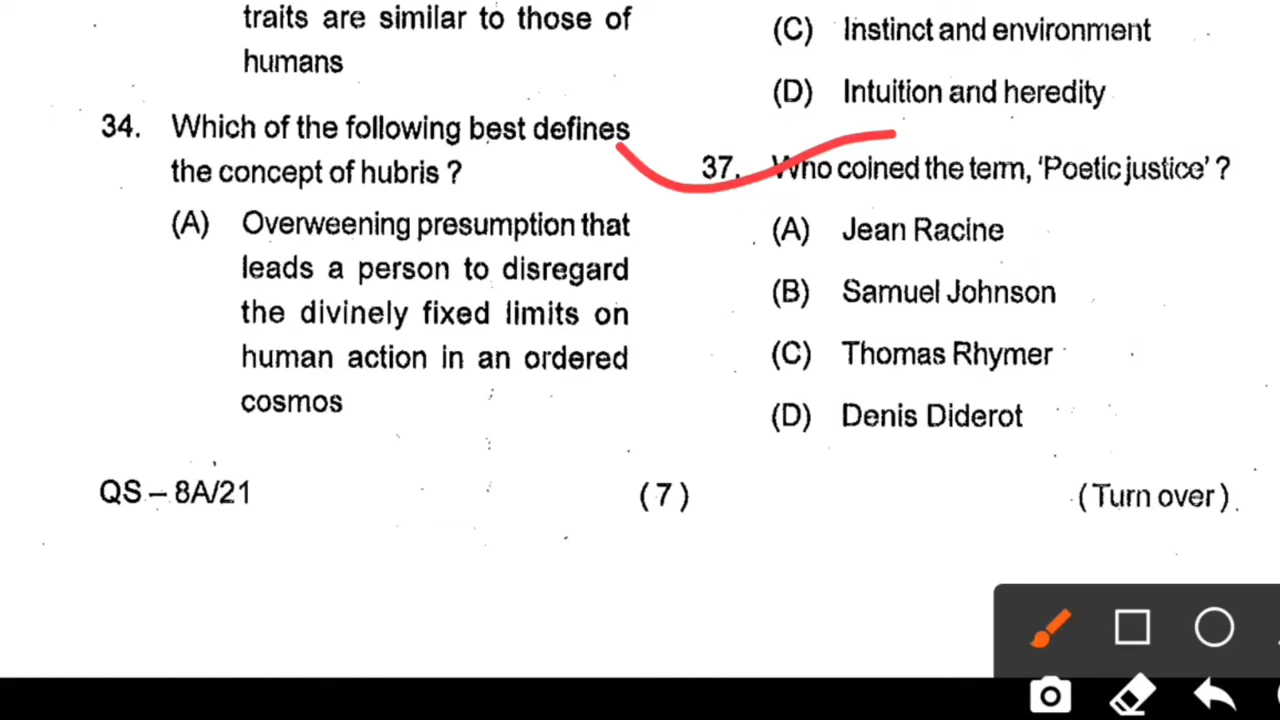 traits are similar to those of
humans
34. Which of the following best defines
the concept of hubris ?
(A) Overweening presumption that
leads a person to disregard
the divinely fixed limits on
human action in an ordered
cosmos
(C) Instinct and environment
(D) Intuition and heredity
37. Who coined the term, ‘Poetic justice’ ?
(A) Jean Racine
(B) Samuel Johnson
(C) Thomas Rhymer
(D) Denis Diderot
QS – 8A/21 (7) (Turn over)